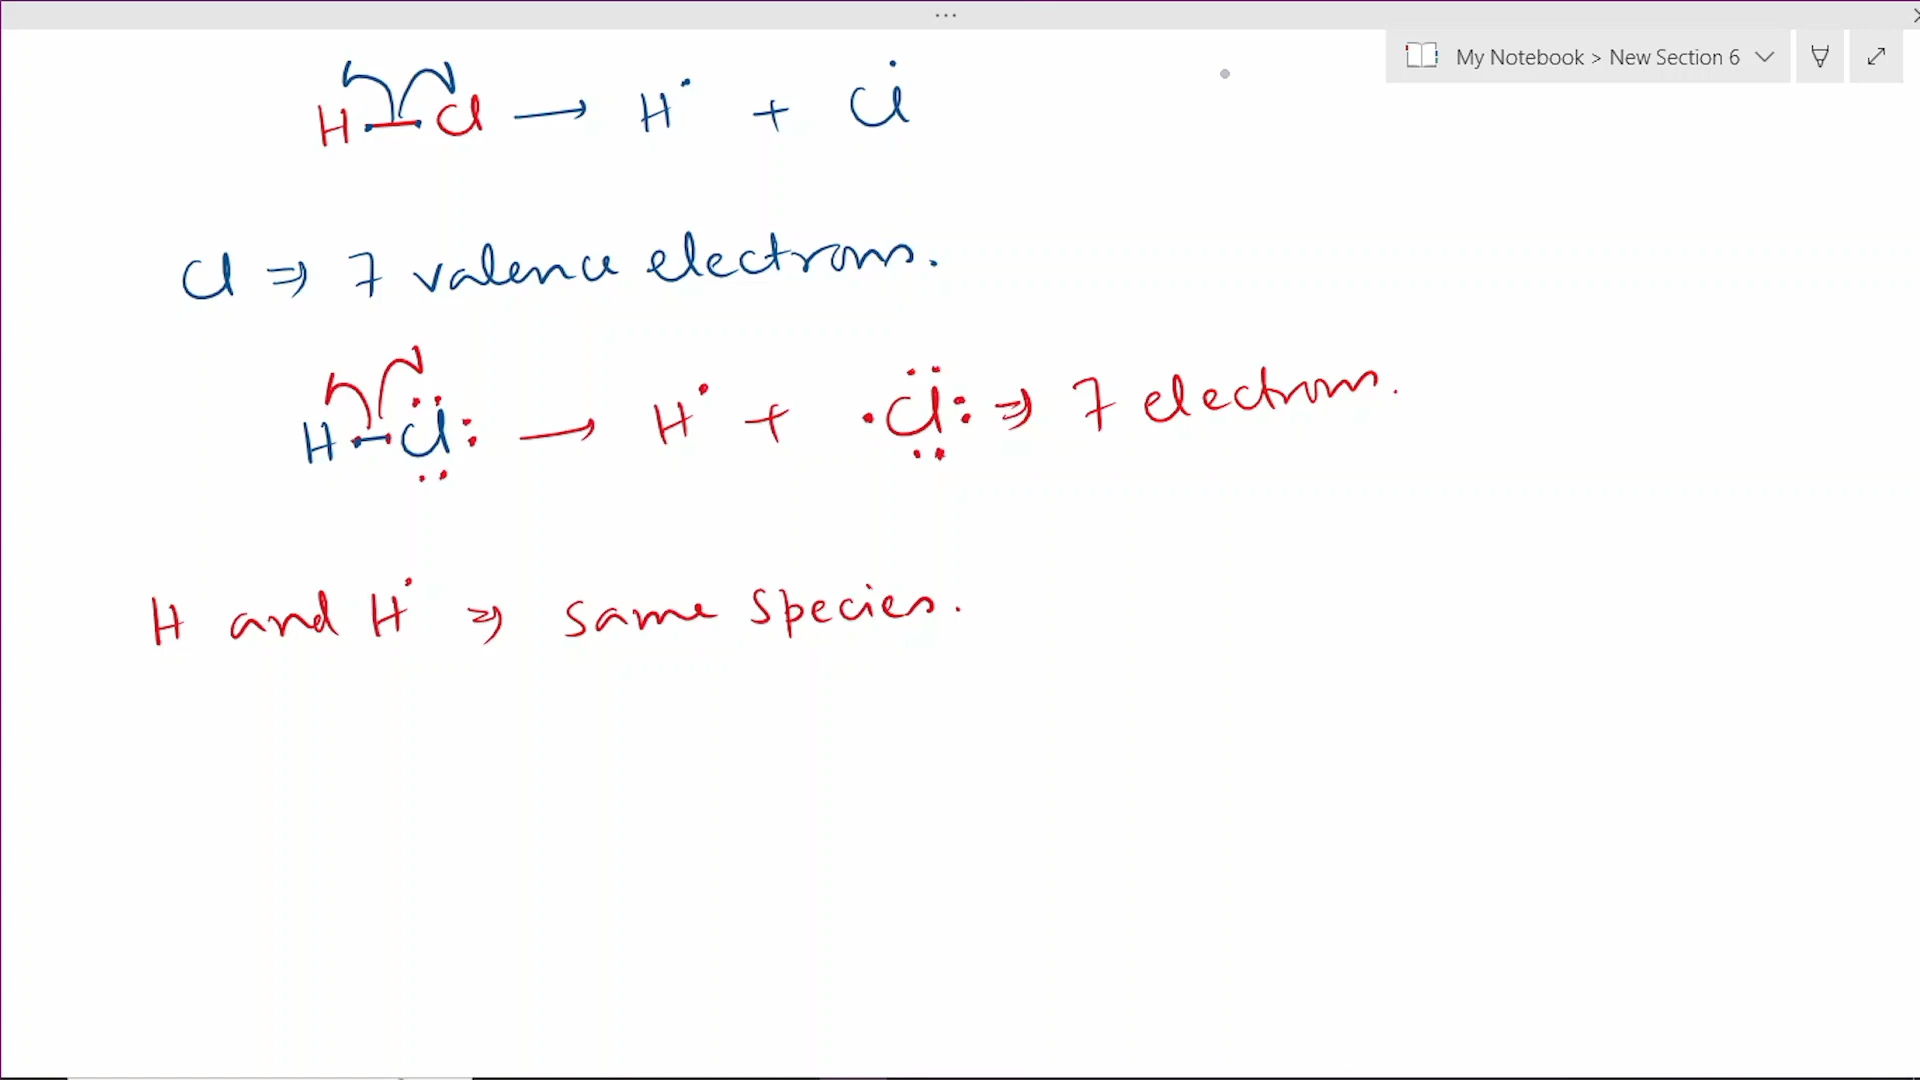 ...
My Notebook > New Section 6
H-Cl → H˙ + Cl˙
Cl ⇒ 7 valence electrons.
H-Cl: → H˙ + ·Cl: ⇒ 7 electrons.
H and H˙ ⇒ same species.